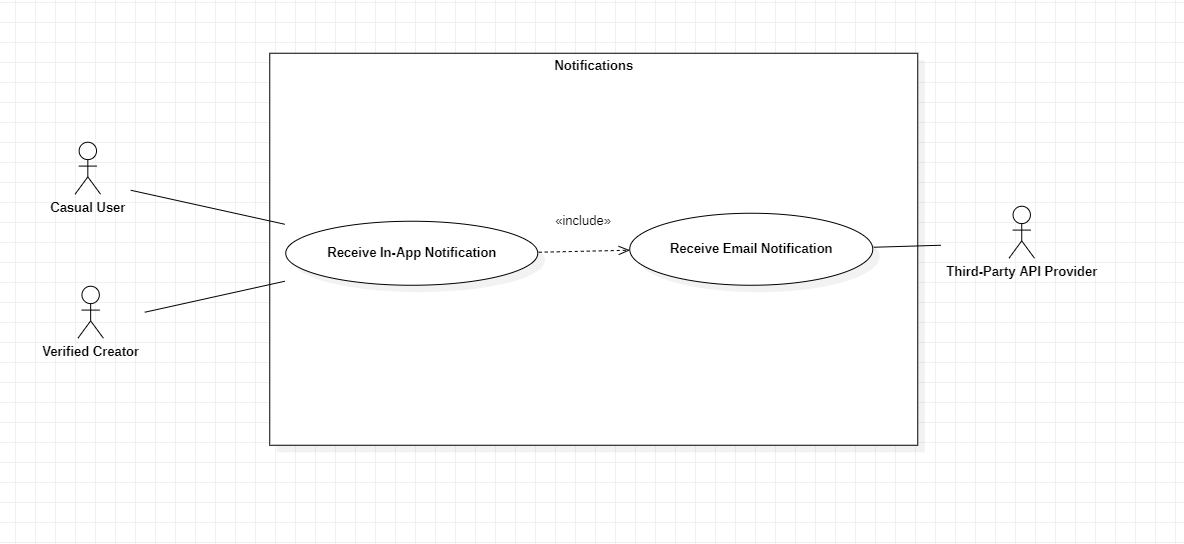 Notifications
Casual User
«include»
Receive In-App Notification
Receive Email Notification
Third-Party API Provider
Verified Creator